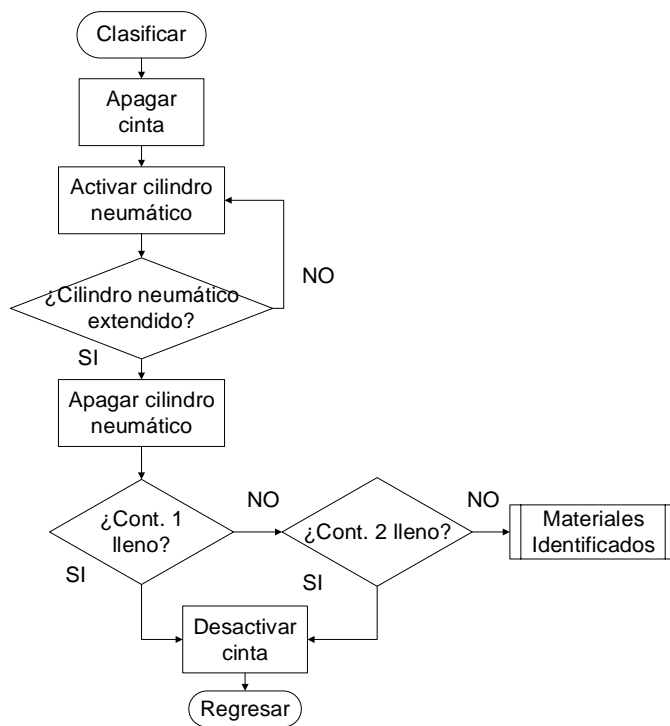 Clasificar
Apagar
cinta
Activar cilindro
neumático
¿Cilindro neumático
extendido?
NO
SI
Apagar cilindro
neumático
¿Cont. 1
lleno?
NO
SI
¿Cont. 2 lleno?
NO
SI
Materiales
Identificados
Desactivar
cinta
Regresar